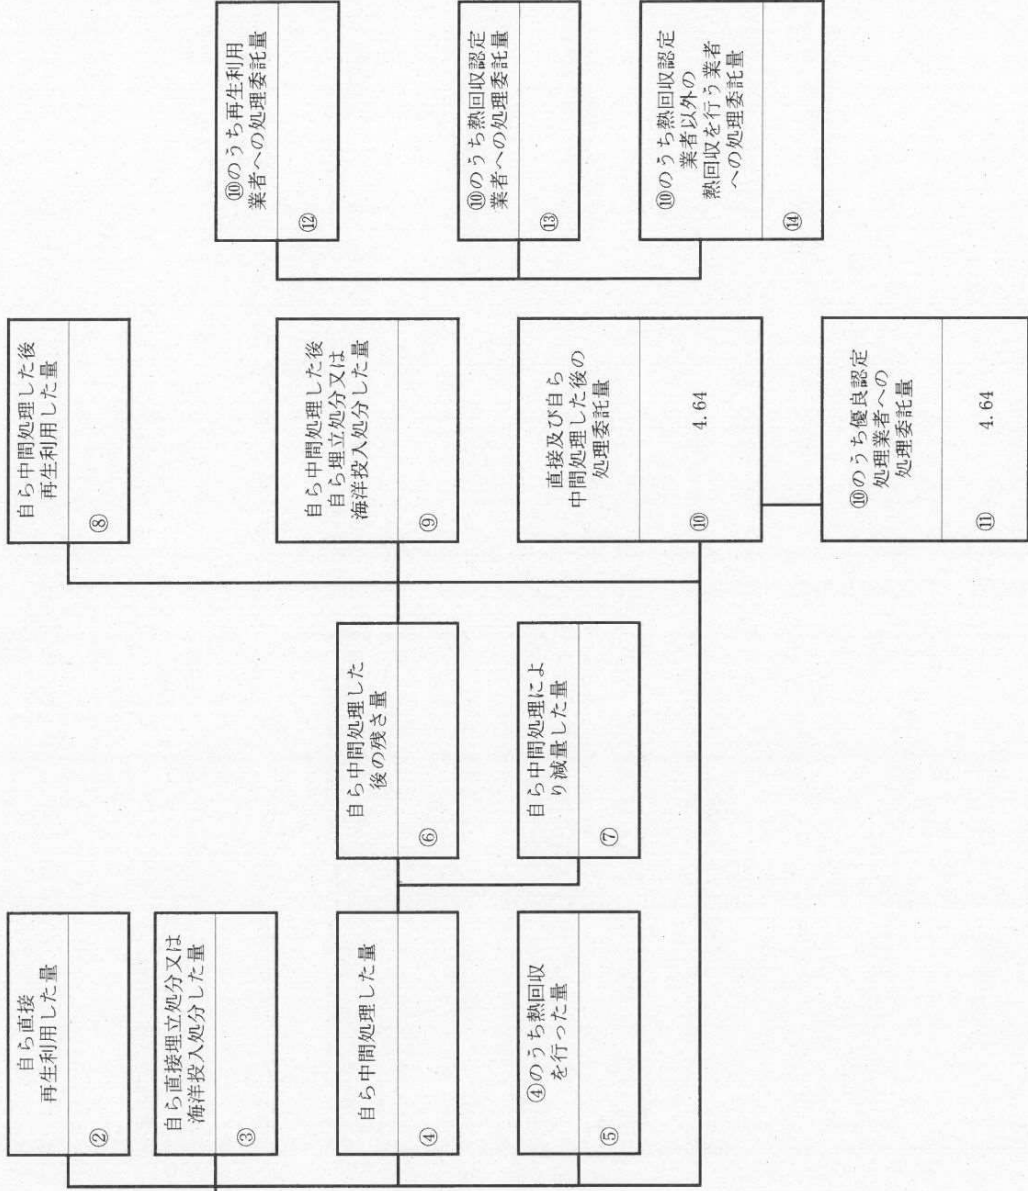 自ら直接
再生利用した量
②
自ら直接埋立処分又は
海洋投入処分した量
③
自ら中間処理した量
④
④のうち熱回収
を行った量
⑤
自ら中間処理した
後の残さ量
⑥
自ら中間処理によ
り減量した量
⑦
自ら中間処理した後
再生利用した量
⑧
自ら中間処理した後
自ら埋立処分又は
海洋投入処分した量
⑨
直接及び自ら
中間処理した後の
処理委託量
⑩ 4.64
⑩のうち優良認定
処理業者への
処理委託量
⑪ 4.64
⑩のうち再生利用
業者への処理委託量
⑫
⑩のうち熱回収認定
業者への処理委託量
⑬
⑩のうち熱回収認定
業者以外の
熱回収を行う業者
への処理委託量
⑭